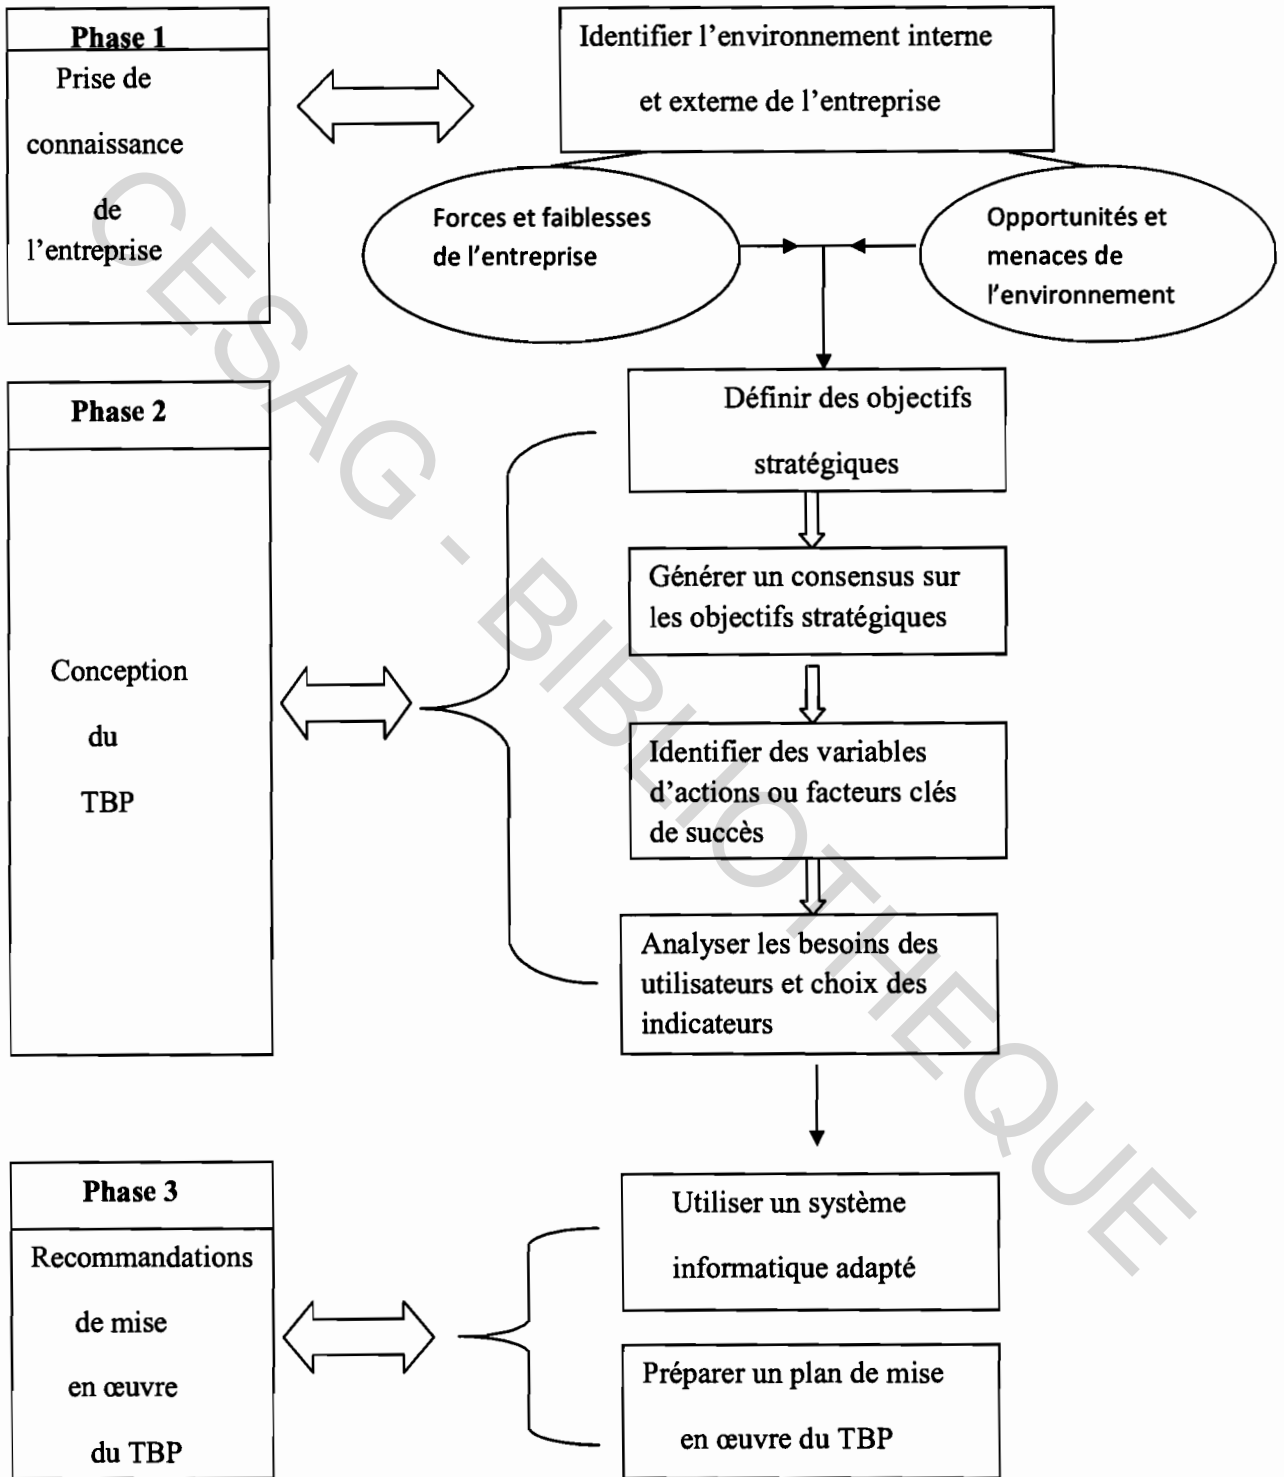 Phase 1
Prise de
connaissance
de
l'entreprise
Identifier l'environnement interne
et externe de l'entreprise
Forces et faiblesses
de l'entreprise
Opportunités et
menaces de
l'environnement
Phase 2
Conception
du
TBP
Définir des objectifs
stratégiques
Générer un consensus sur
les objectifs stratégiques
Identifier des variables
d'actions ou facteurs clés
de succès
Analyser les besoins des
utilisateurs et choix des
indicateurs
Phase 3
Recommandations
de mise
en œuvre
du TBP
Utiliser un système
informatique adapté
Préparer un plan de mise
en œuvre du TBP
CESAG - BIBLIOTHEQUE